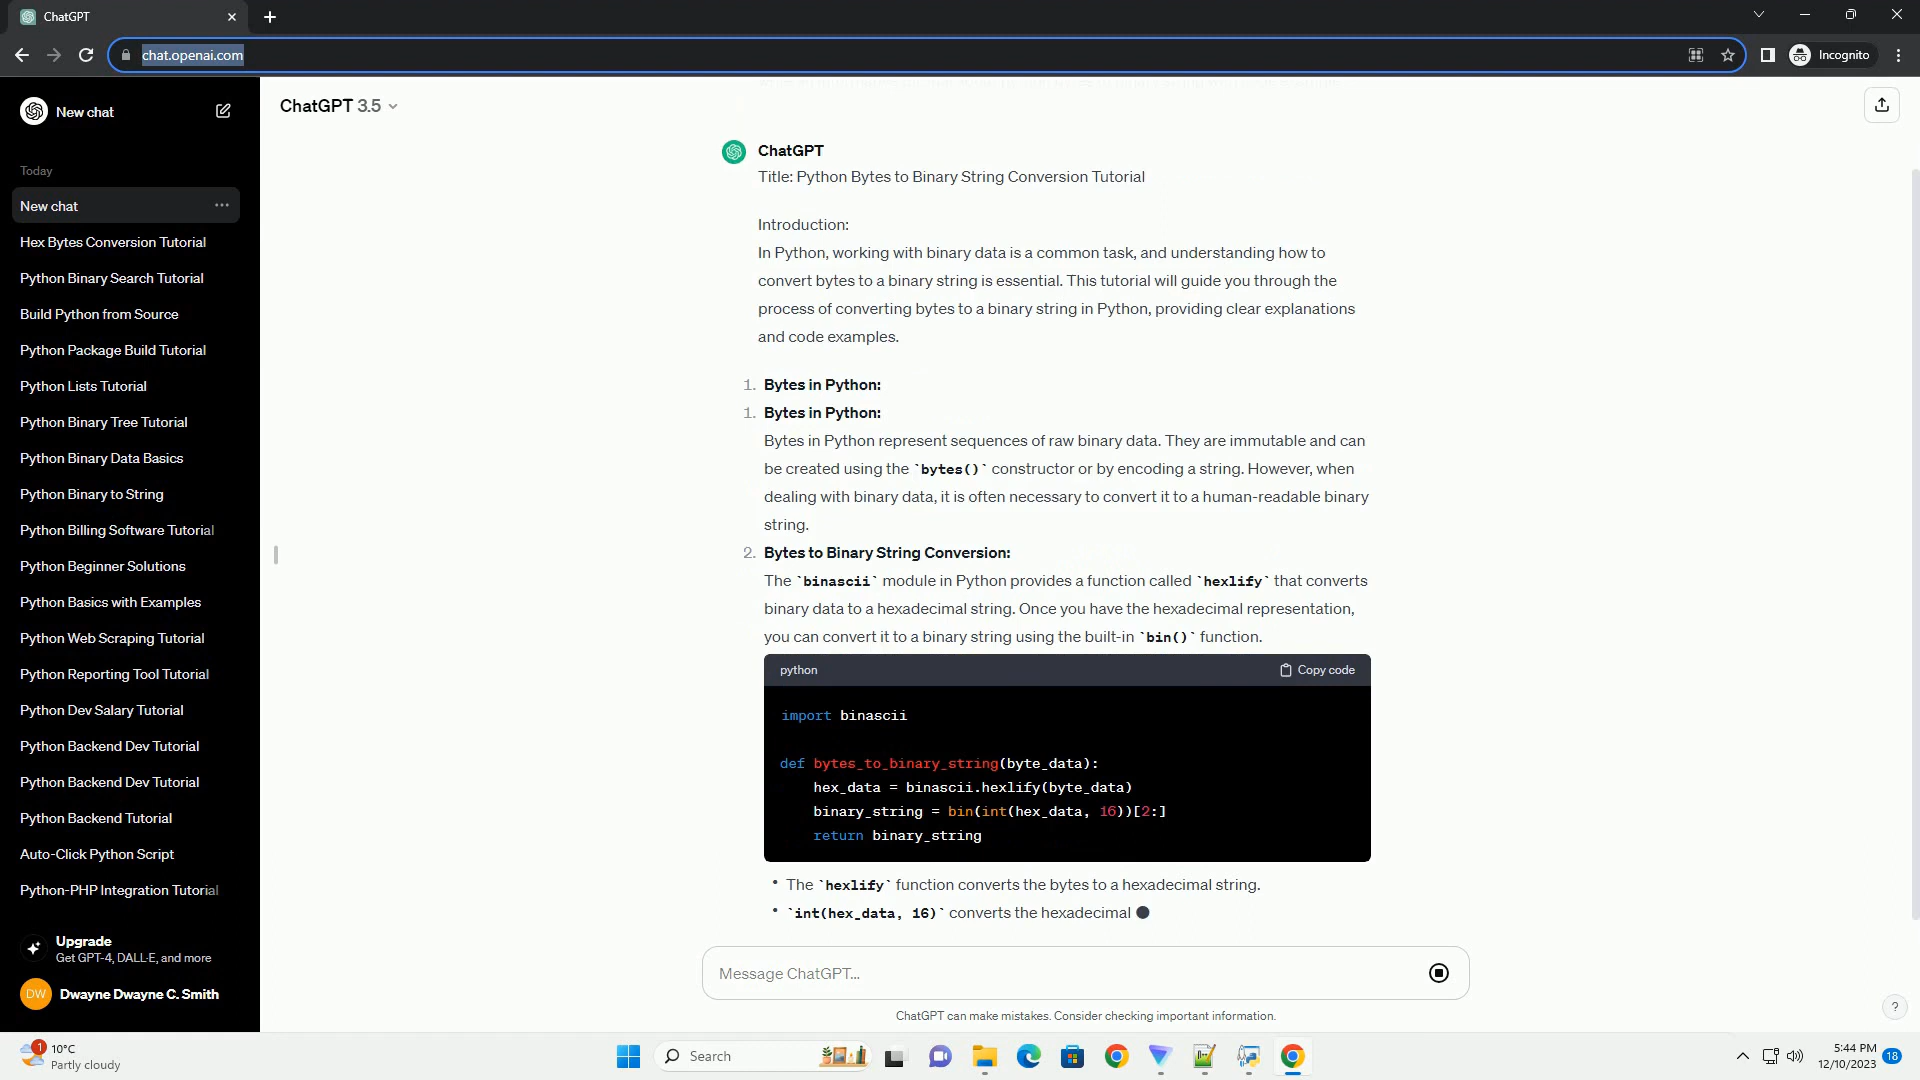 ChatGPT
chat.openai.com
Incognito
New chat
Today
New chat
Hex Bytes Conversion Tutorial
Python Binary Search Tutorial
Build Python from Source
Python Package Build Tutorial
Python Lists Tutorial
Python Binary Tree Tutorial
Python Binary Data Basics
Python Binary to String
Python Billing Software Tutorial
Python Beginner Solutions
Python Basics with Examples
Python Web Scraping Tutorial
Python Reporting Tool Tutorial
Python Dev Salary Tutorial
Python Backend Dev Tutorial
Python Backend Dev Tutorial
Python Backend Tutorial
Auto-Click Python Script
Python-PHP Integration Tutorial
Upgrade
Get GPT-4, DALL·E, and more
DW Dwayne Dwayne C. Smith
ChatGPT 3.5
ChatGPT
Title: Python Bytes to Binary String Conversion Tutorial
Introduction:
In Python, working with binary data is a common task, and understanding how to
convert bytes to a binary string is essential. This tutorial will guide you through the
process of converting bytes to a binary string in Python, providing clear explanations
and code examples.
1. Bytes in Python:
1. Bytes in Python:
Bytes in Python represent sequences of raw binary data. They are immutable and can
be created using the `bytes()` constructor or by encoding a string. However, when
dealing with binary data, it is often necessary to convert it to a human-readable binary
string.
2. Bytes to Binary String Conversion:
The `binascii` module in Python provides a function called `hexlify` that converts
binary data to a hexadecimal string. Once you have the hexadecimal representation,
you can convert it to a binary string using the built-in `bin()` function.
python Copy code
import binascii
def bytes_to_binary_string(byte_data):
hex_data = binascii.hexlify(byte_data)
binary_string = bin(int(hex_data, 16))[2:]
return binary_string
• The `hexlify` function converts the bytes to a hexadecimal string.
• `int(hex_data, 16)` converts the hexadecimal
Message ChatGPT...
ChatGPT can make mistakes. Consider checking important information.
?
1
10°C
Partly cloudy
Search
5:44 PM
12/10/2023
18